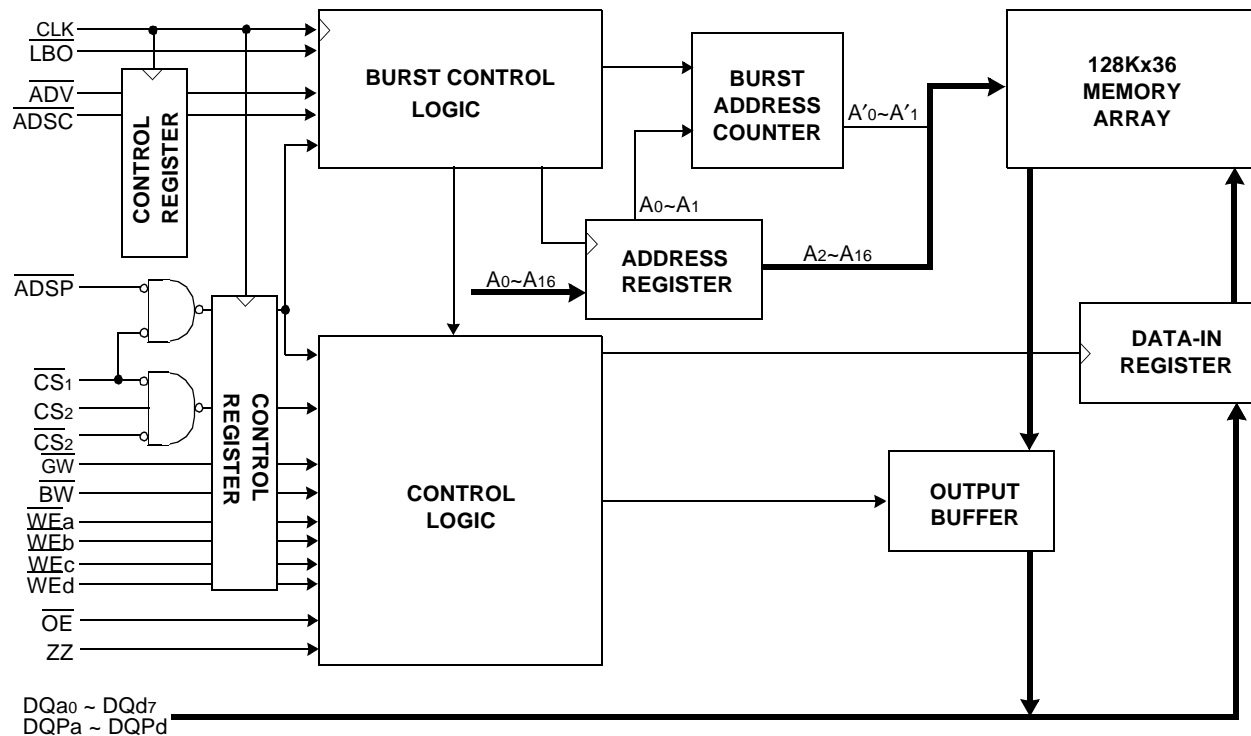 CLK
LBO
ADV
ADSC
CONTROL
REGISTER
BURST CONTROL
LOGIC
BURST
ADDRESS
COUNTER
A′0~A′1
128Kx36
MEMORY
ARRAY
A0~A1
A0~A16
ADDRESS
REGISTER
A2~A16
ADSP
CS1
CS2
CS2
GW
BW
WEa
WEb
WEc
WEd
OE
ZZ
CONTROL
REGISTER
CONTROL
LOGIC
DATA-IN
REGISTER
OUTPUT
BUFFER
DQa0 ~ DQd7
DQPa ~ DQPd